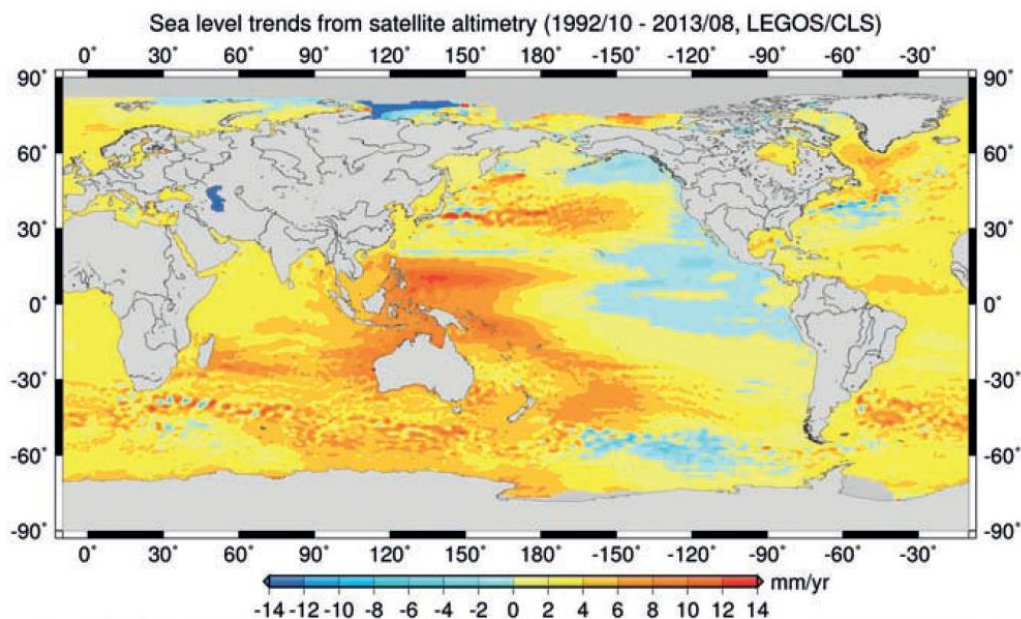 Sea level trends from satellite altimetry (1992/10 - 2013/08, LEGOS/CLS)
0° 30° 60° 90° 120° 150° 180° -150° -120° -90° -60° -30°
90° 90°
60° 60°
30° 30°
0° 0°
-30° -30°
-60° -60°
-90° -90°
0° 30° 60° 90° 120° 150° 180° -150° -120° -90° -60° -30°
mm/yr
-14 -12 -10 -8 -6 -4 -2 0 2 4 6 8 10 12 14